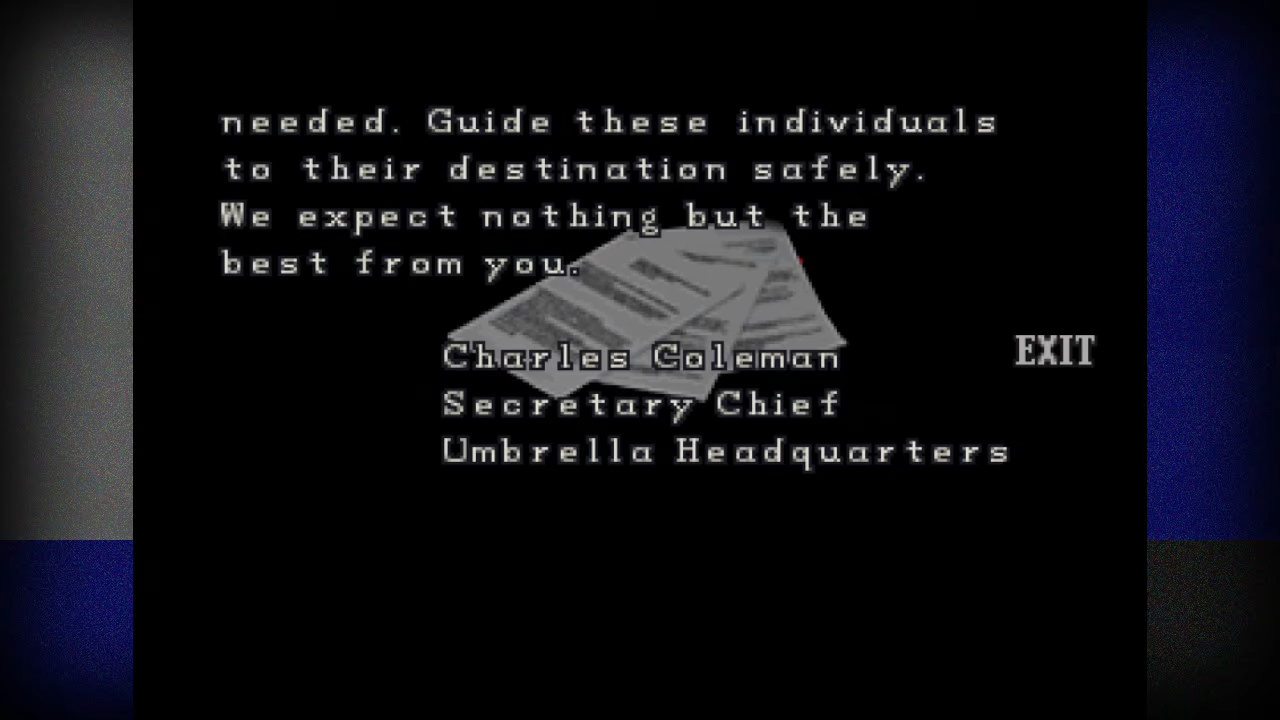 needed. Guide these individuals
to their destination safely.
We expect nothing but the
best from you.
Charles Coleman
EXIT
Secretary Chief
Umbrella Headquarters